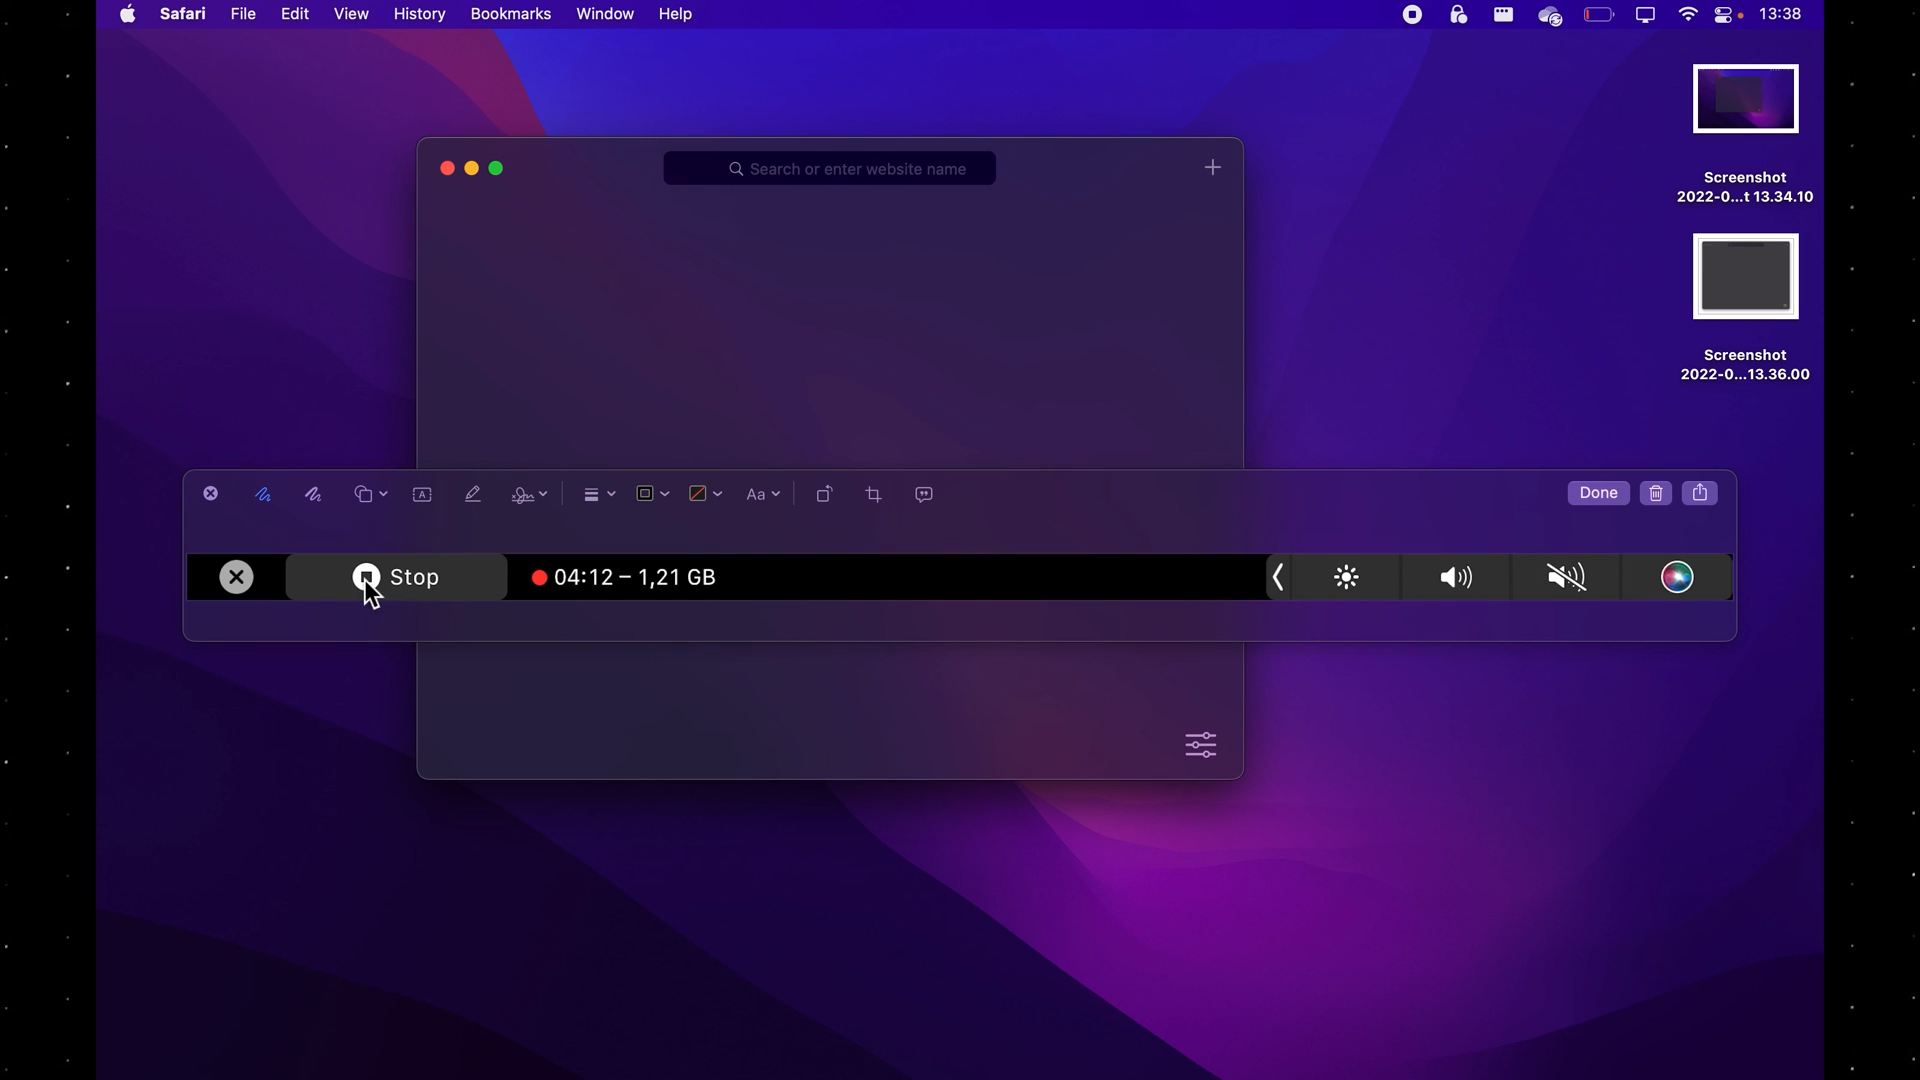 Safari File Edit View History Bookmarks Window Help 13:38
Search or enter website name
Screenshot
2022-0...t 13.34.10
Screenshot
2022-0...13.36.00
A Aa Done
Stop 04:12 – 1,21 GB